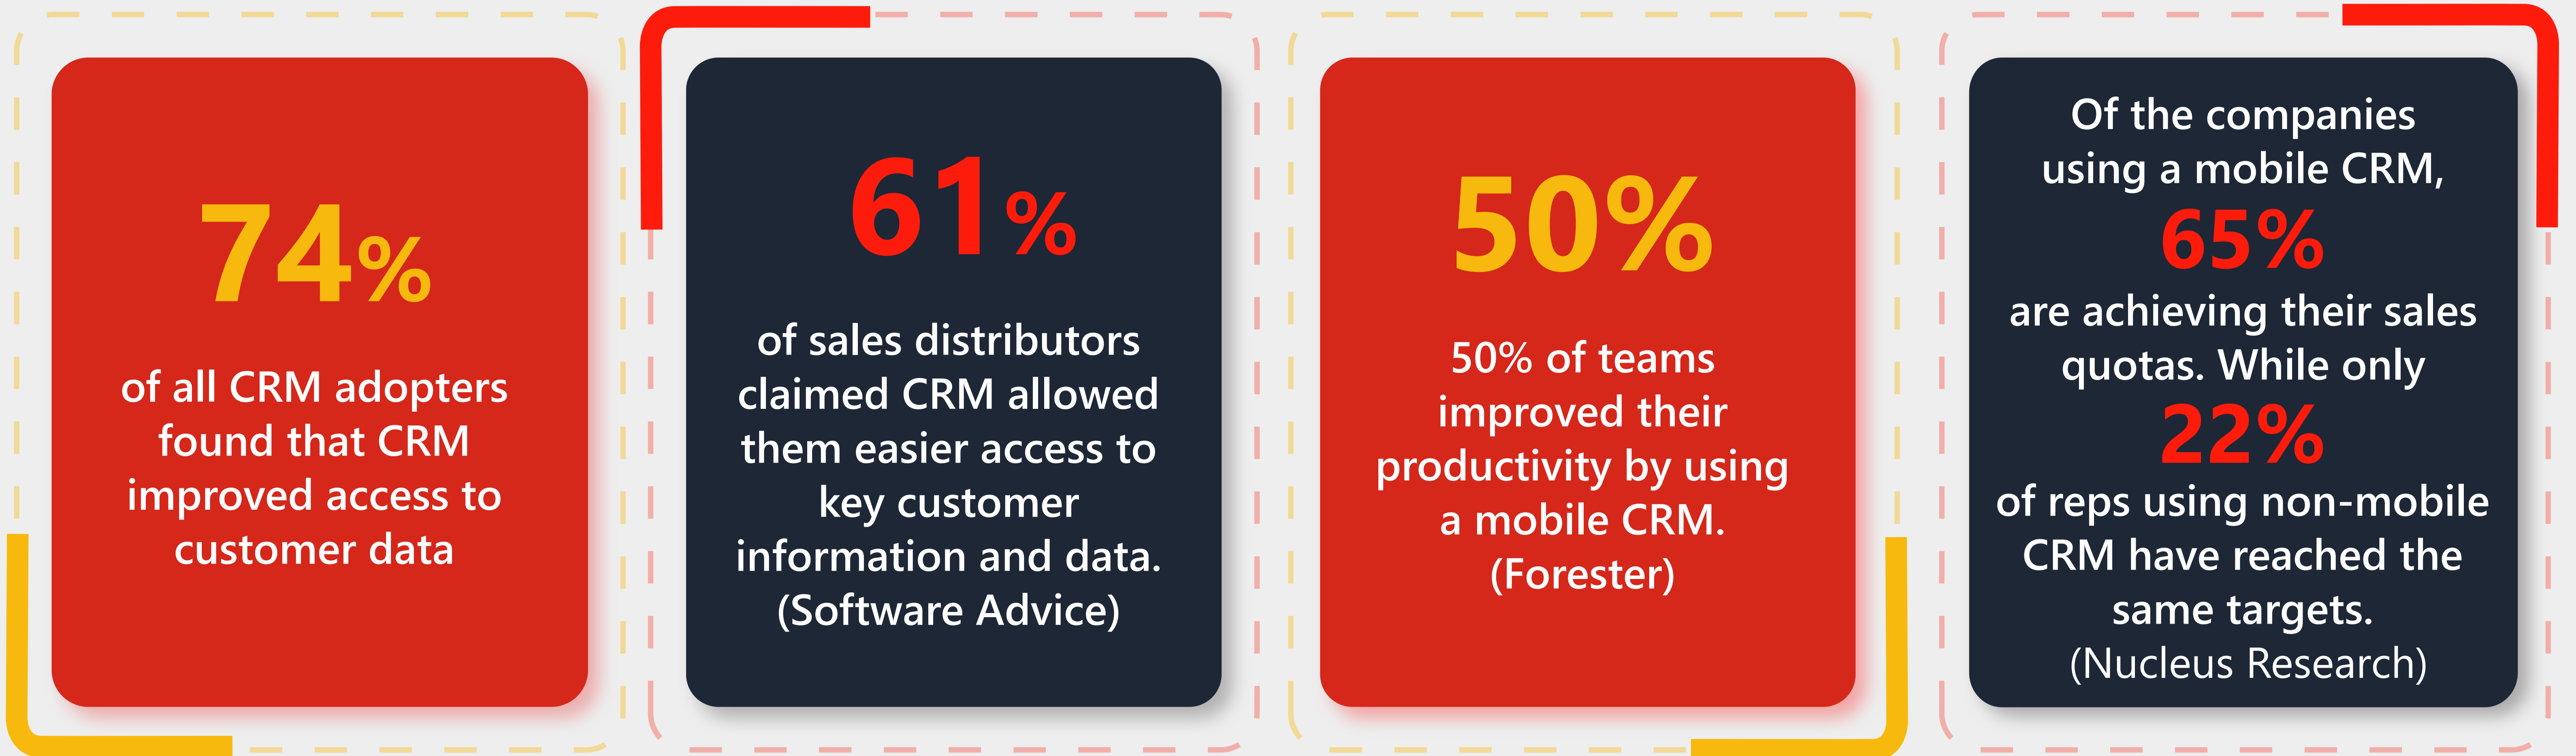 74%
of all CRM adopters
found that CRM
improved access to
customer data
61%
of sales distributors
claimed CRM allowed
them easier access to
key customer
information and data.
(Software Advice)
50%
50% of teams
improved their
productivity by using
a mobile CRM.
(Forester)
Of the companies
using a mobile CRM,
65%
are achieving their sales
quotas. While only
22%
of reps using non-mobile
CRM have reached the
same targets.
(Nucleus Research)